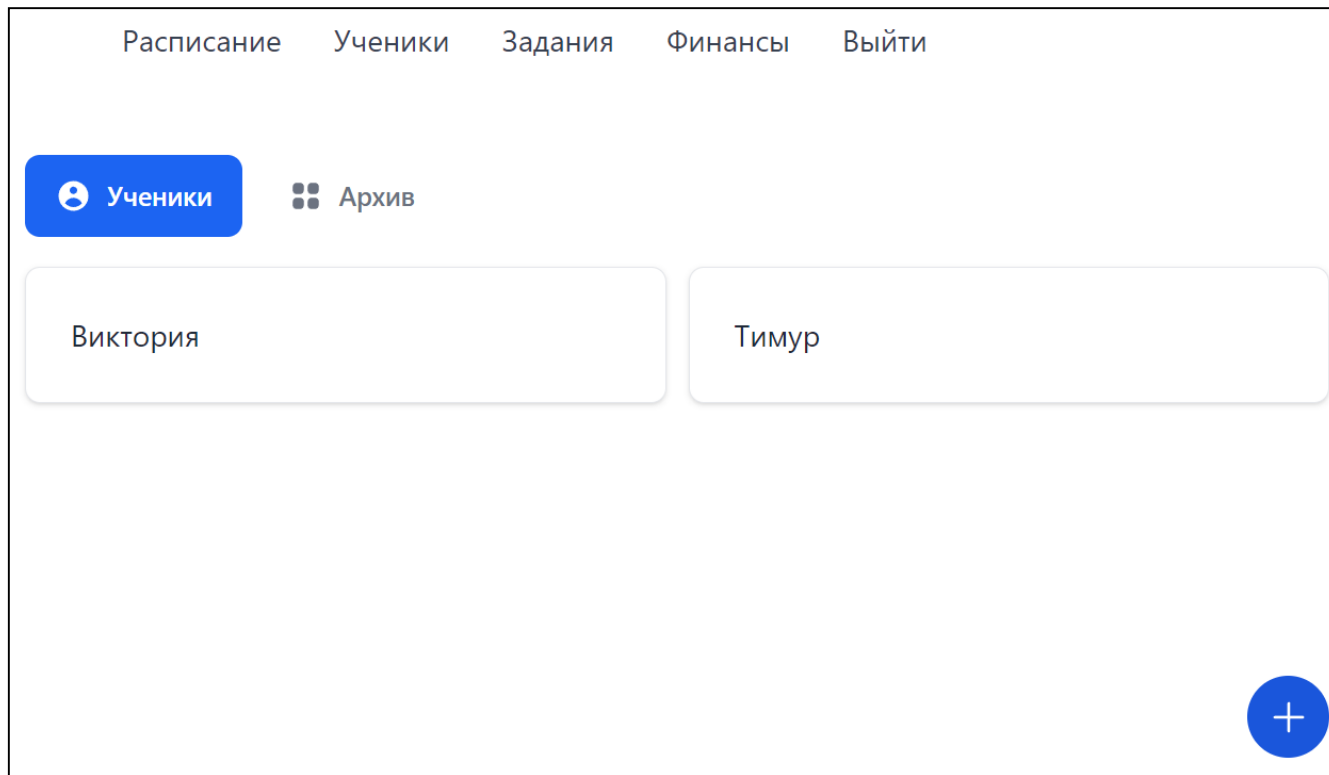 Расписание Ученики Задания Финансы Выйти
Ученики Архив
Виктория Тимур